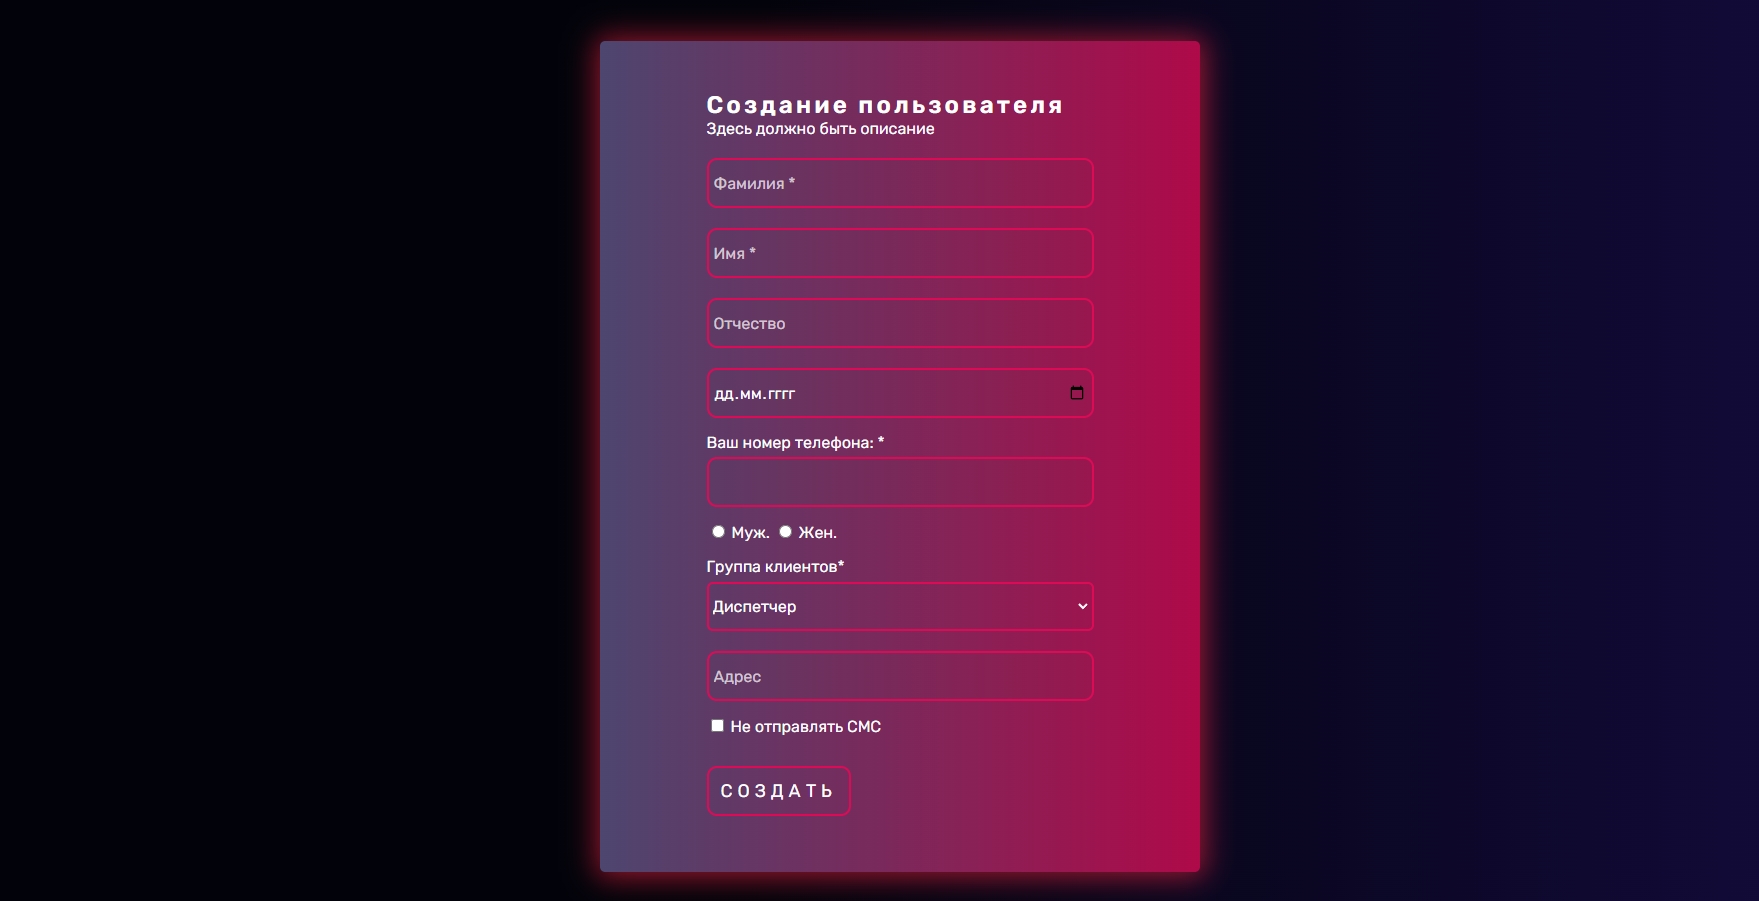 Создание пользователя
Здесь должно быть описание
Фамилия *
Имя *
Отчество
дд.мм.гггг
Ваш номер телефона: *
Муж. Жен.
Группа клиентов*
Диспетчер
Адрес
Не отправлять СМС
СОЗДАТЬ